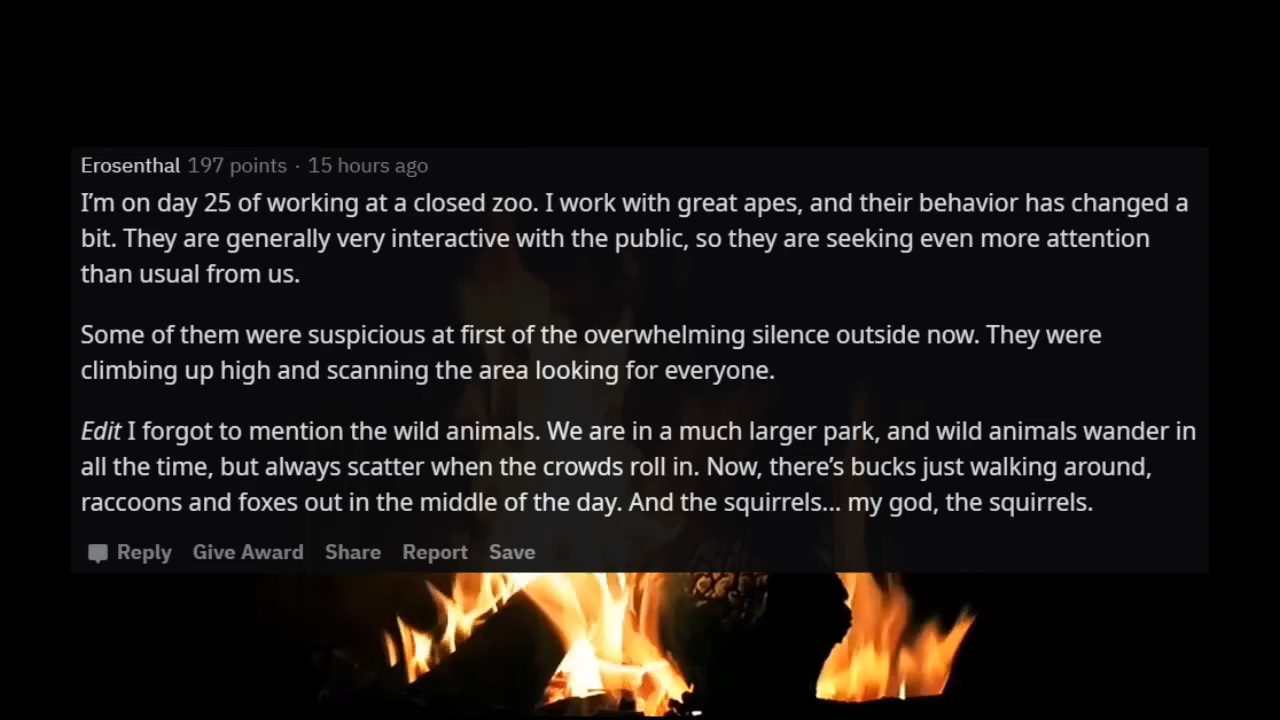 Erosenthal 197 points · 15 hours ago
I’m on day 25 of working at a closed zoo. I work with great apes, and their behavior has changed a
bit. They are generally very interactive with the public, so they are seeking even more attention
than usual from us.
Some of them were suspicious at first of the overwhelming silence outside now. They were
climbing up high and scanning the area looking for everyone.
Edit I forgot to mention the wild animals. We are in a much larger park, and wild animals wander in
all the time, but always scatter when the crowds roll in. Now, there’s bucks just walking around,
raccoons and foxes out in the middle of the day. And the squirrels... my god, the squirrels.
Reply Give Award Share Report Save